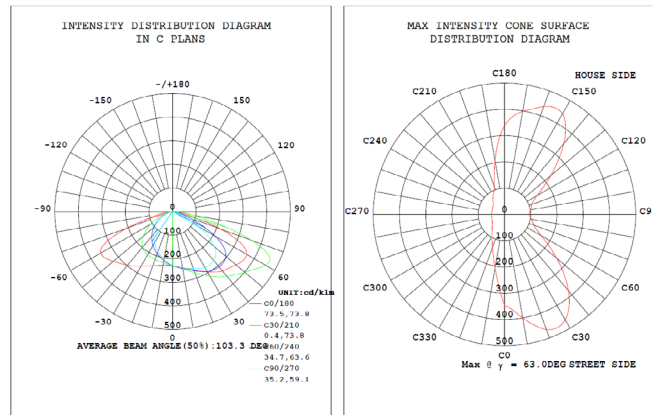 INTENSITY DISTRIBUTION DIAGRAM
IN C PLANS
-/+180
-150
150
-120
120
-90
90
-60
60
-30
30
0
0
100
200
300
400
500
UNIT:cd/klm
C0/180
73.5,73.8
C30/210
0.4,73.8
C60/240
34.7,63.6
C90/270
35.2,59.1
AVERAGE BEAM ANGLE(50%):103.3 DEG
MAX INTENSITY CONE SURFACE
DISTRIBUTION DIAGRAM
C180
HOUSE SIDE
C210
C150
C240
C120
C270
C9
C300
C60
C330
C30
0
100
200
300
400
500
C0
Max @ γ = 63.0DEG STREET SIDE